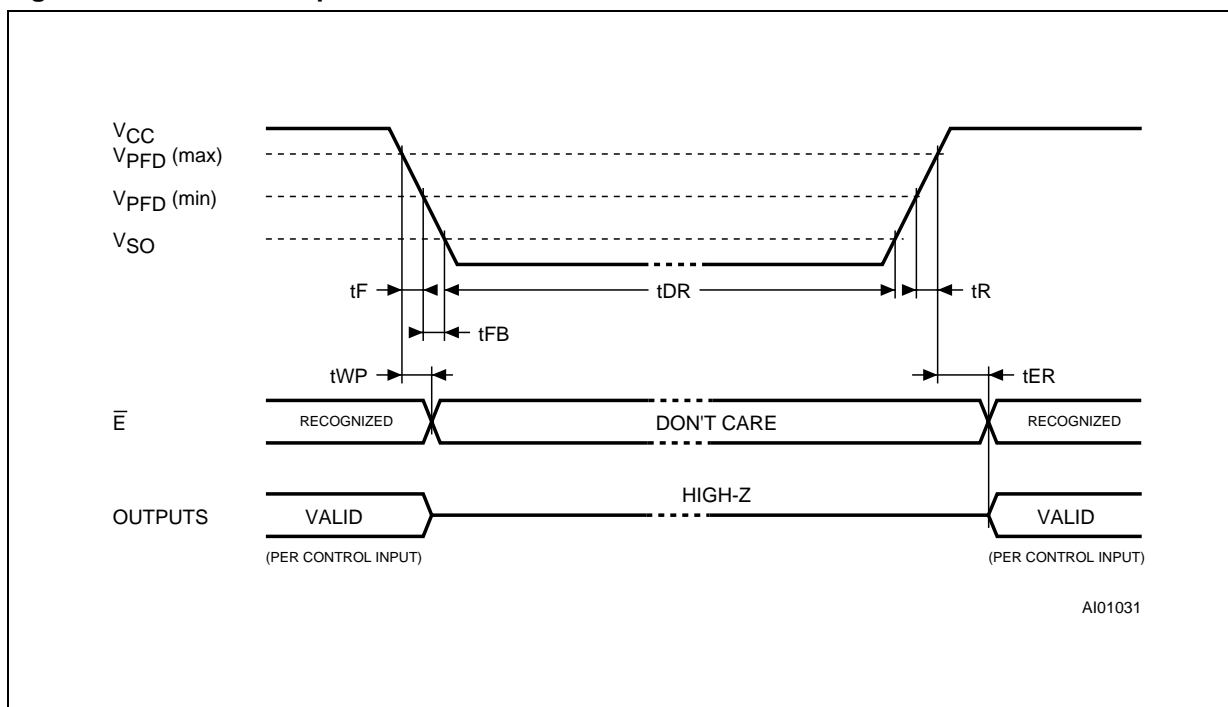 VCC
VPFD (max)
VPFD (min)
VSO
tF
tDR
tR
tFB
tWP
tER
E̅
RECOGNIZED
DON'T CARE
RECOGNIZED
HIGH-Z
OUTPUTS
VALID
VALID
(PER CONTROL INPUT)
(PER CONTROL INPUT)
AI01031